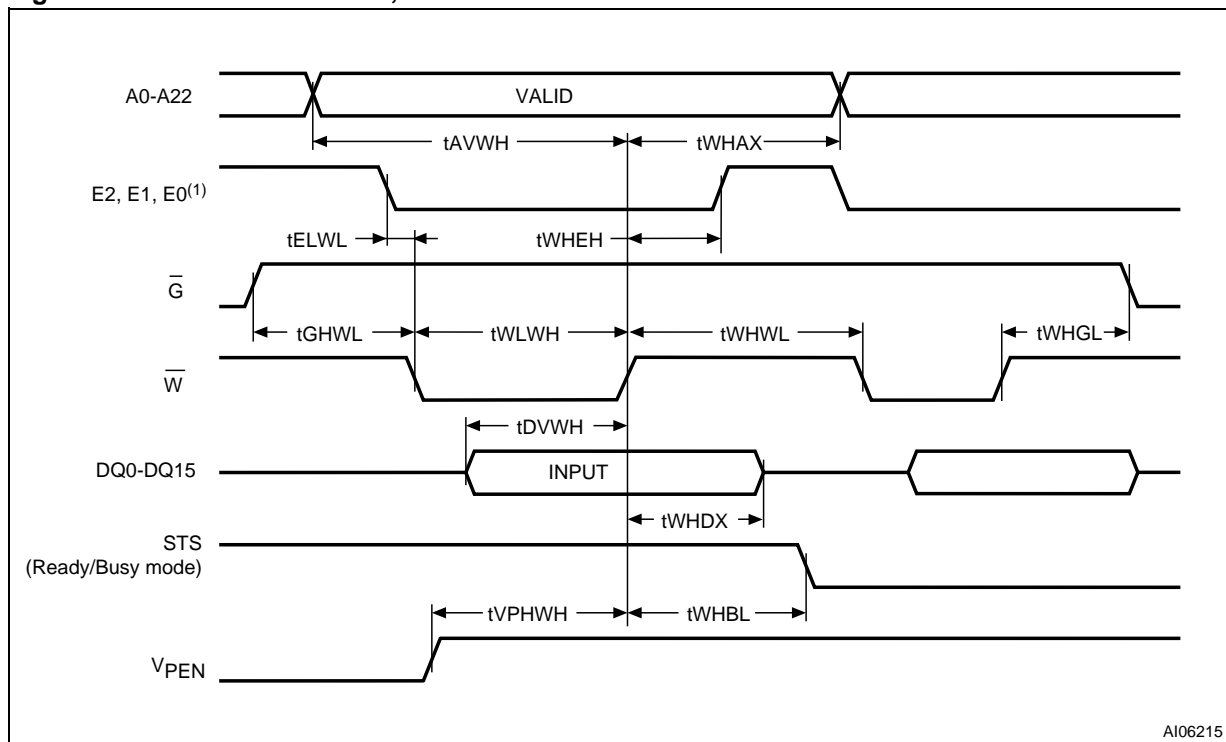 A0-A22
VALID
tAVWH
tWHAX
E2, E1, E0(1)
tELWL
tWHEH
G
tGHWL
tWLWH
tWHWL
tWHGL
W
tDVWH
DQ0-DQ15
INPUT
tWHDX
STS
(Ready/Busy mode)
tVPHWH
tWHBL
VPEN
AI06215